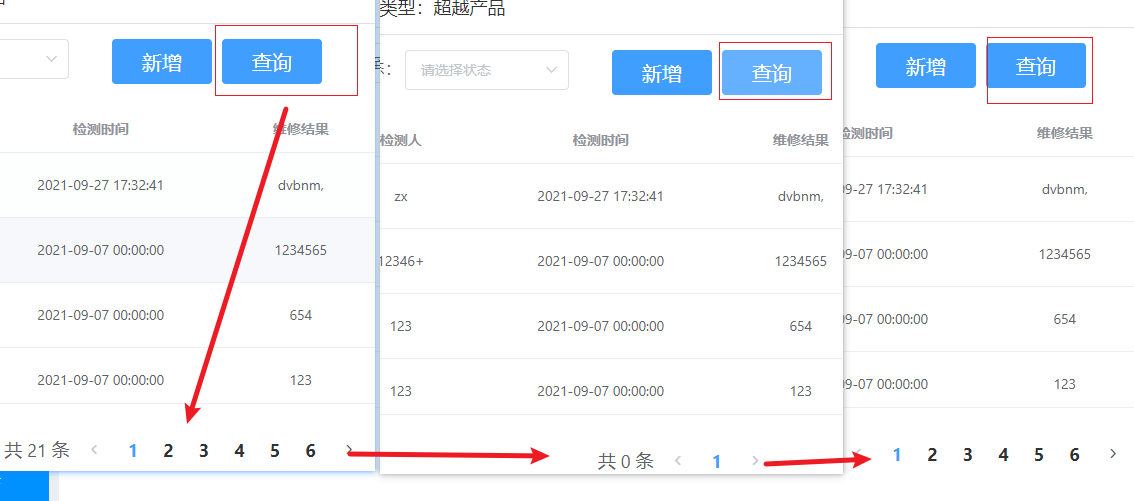 新增 查询
检测时间 维修结果
2021-09-27 17:32:41 dvbnm,
2021-09-07 00:00:00 1234565
2021-09-07 00:00:00 654
2021-09-07 00:00:00 123
共 21 条 < 1 2 3 4 5 6 >
类型：超越产品
请选择状态 新增 查询
检测人 检测时间 维修结果
zx 2021-09-27 17:32:41 dvbnm,
12346+ 2021-09-07 00:00:00 1234565
123 2021-09-07 00:00:00 654
123 2021-09-07 00:00:00 123
共 0 条 < 1 >
新增 查询
检测时间 维修结果
09-27 17:32:41 dvbnm,
09-07 00:00:00 1234565
09-07 00:00:00 654
09-07 00:00:00 123
1 2 3 4 5 6 >